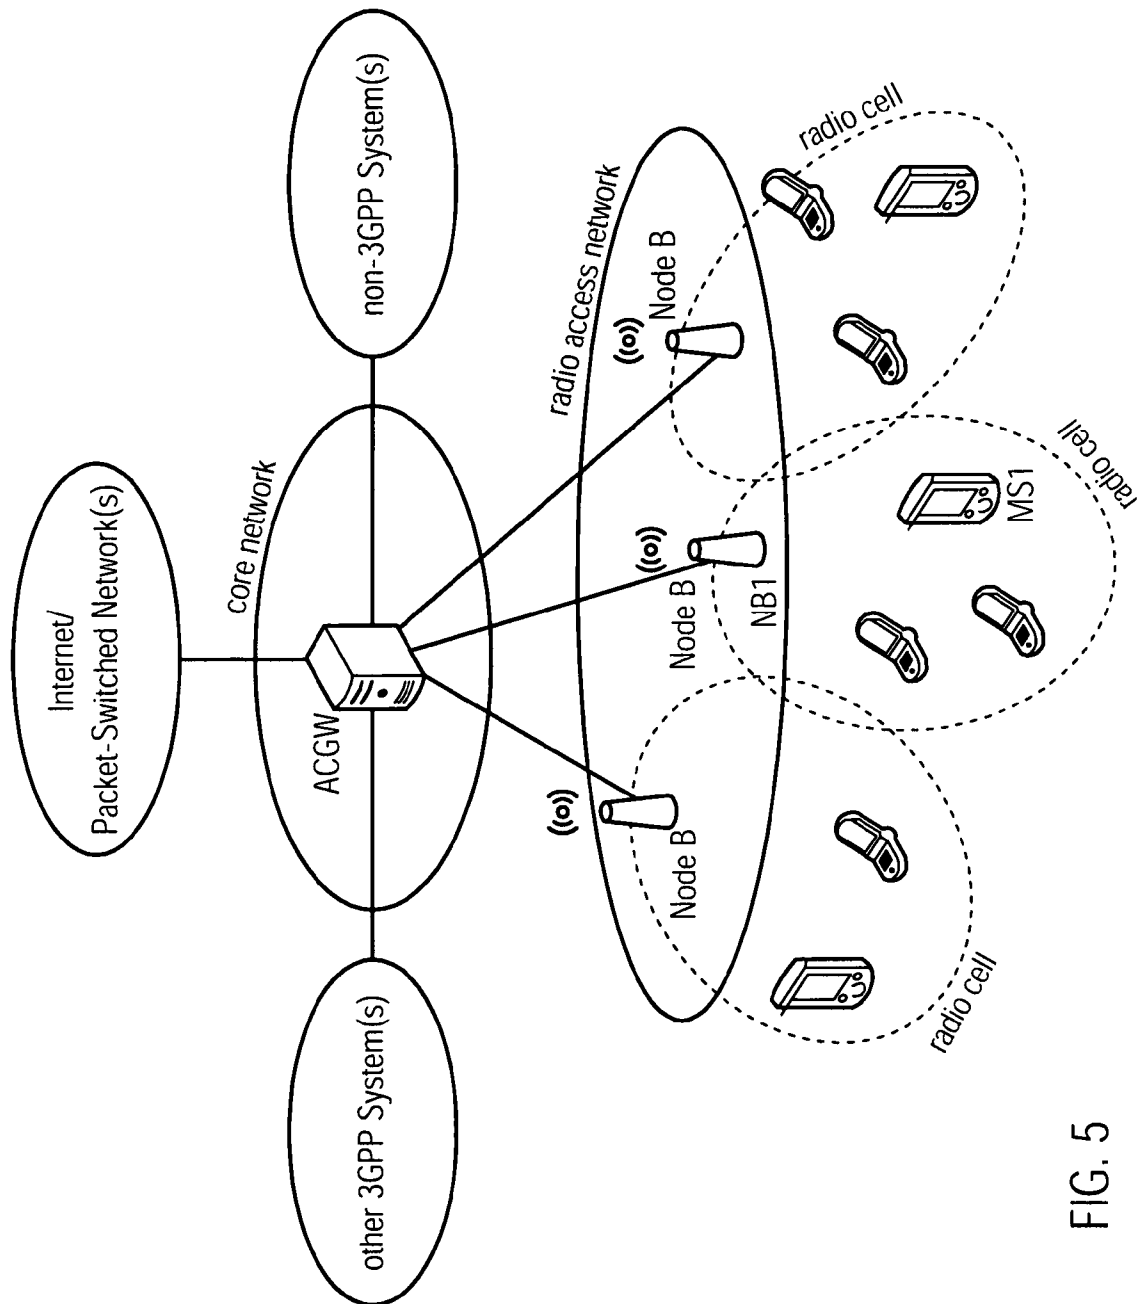 Internet/
Packet-Switched Network(s)
core network
ACGW
other 3GPP System(s)
non-3GPP System(s)
radio access network
Node B
Node B
Node B
NB1
MS1
radio cell
radio cell
radio cell
FIG. 5